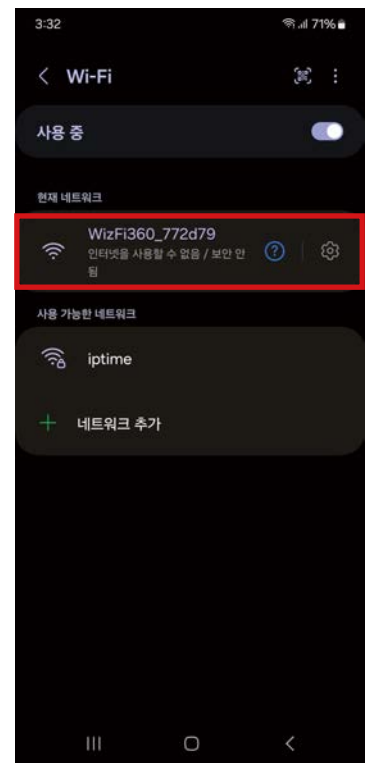 3:32 71%
Wi-Fi
사용 중
현재 네트워크
WizFi360_772d79
인터넷을 사용할 수 없음 / 보안 안
됨
사용 가능한 네트워크
iptime
네트워크 추가